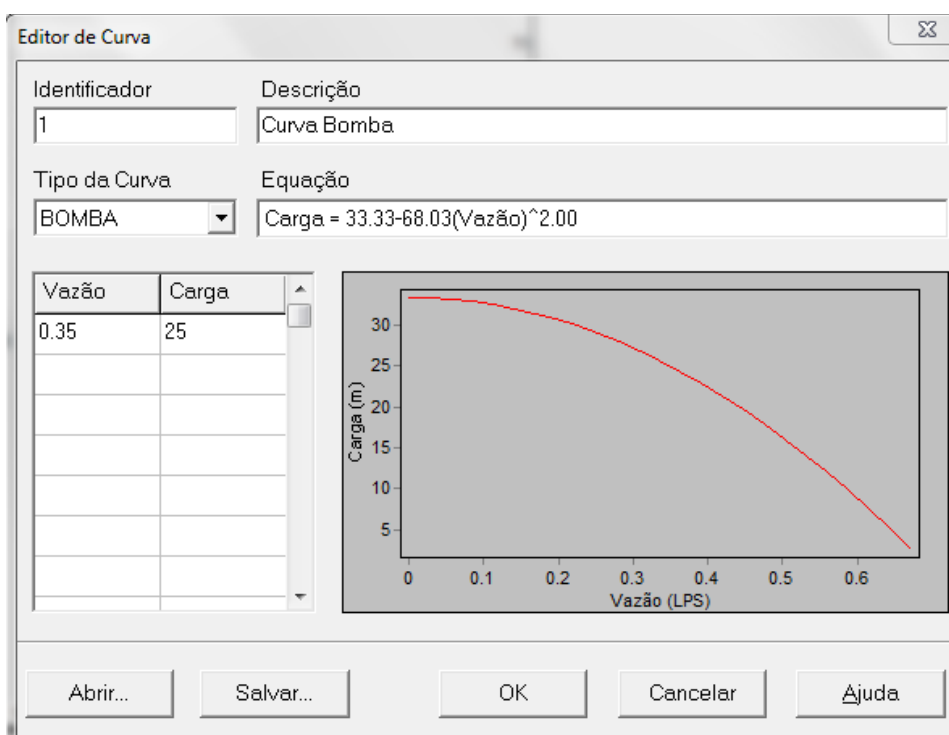 Editor de Curva
Identificador Descrição
1 Curva Bomba
Tipo da Curva Equação
BOMBA Carga = 33.33-68.03(Vazão)^2.00
Vazão Carga
0.35 25
30
25
20
15
10
5
Carga (m)
0 0.1 0.2 0.3 0.4 0.5 0.6
Vazão (LPS)
Abrir... Salvar... OK Cancelar Ajuda